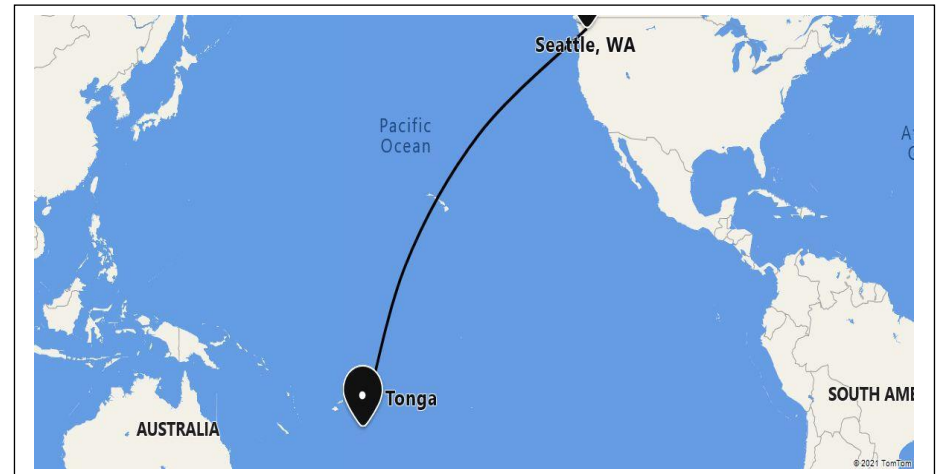 Seattle, WA
Pacific
Ocean
Tonga
SOUTH AME
AUSTRALIA
© 2021 TomTom